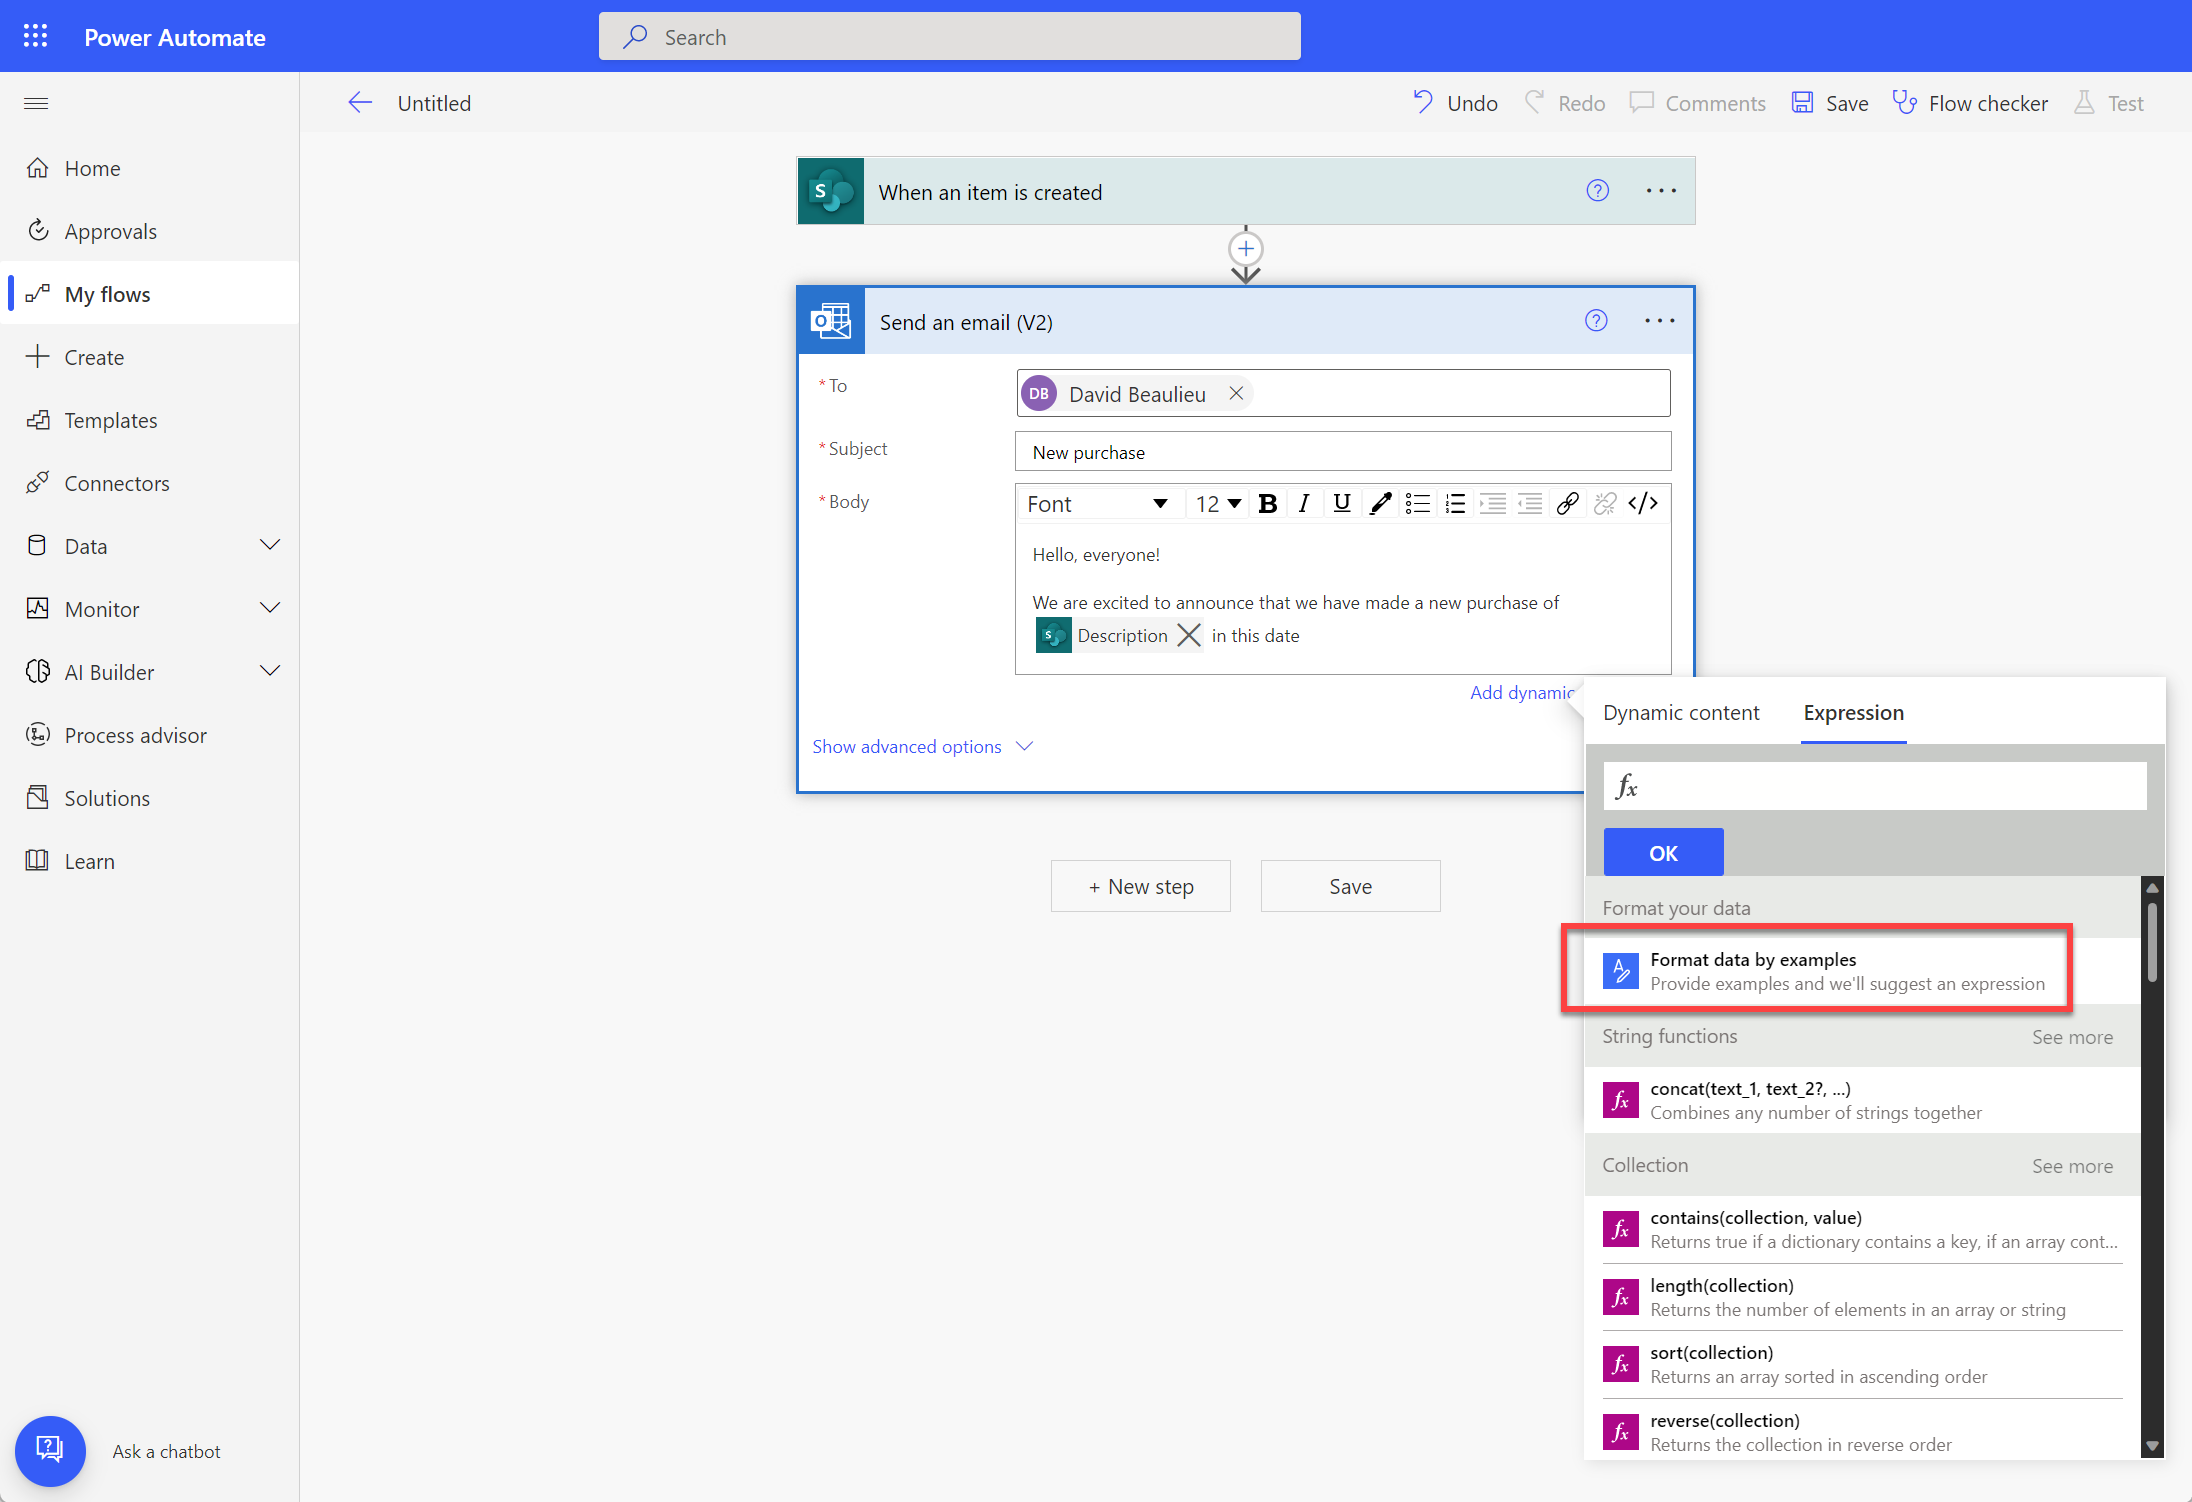 Power Automate
Search
Untitled
Undo
Redo
Comments
Save
Flow checker
Test
Home
Approvals
My flows
Create
Templates
Connectors
Data
Monitor
AI Builder
Process advisor
Solutions
Learn
Ask a chatbot
S
When an item is created
?
O
Send an email (V2)
?
* To
DB David Beaulieu
* Subject
New purchase
* Body
Font 12 B I U </>
Hello, everyone!
We are excited to announce that we have made a new purchase of
S Description in this date
Add dynamic
Show advanced options
+ New step
Save
Dynamic content
Expression
fx
OK
Format your data
Format data by examples
Provide examples and we'll suggest an expression
String functions See more
fx concat(text_1, text_2?, ...)
Combines any number of strings together
Collection See more
fx contains(collection, value)
Returns true if a dictionary contains a key, if an array cont...
fx length(collection)
Returns the number of elements in an array or string
fx sort(collection)
Returns an array sorted in ascending order
fx reverse(collection)
Returns the collection in reverse order